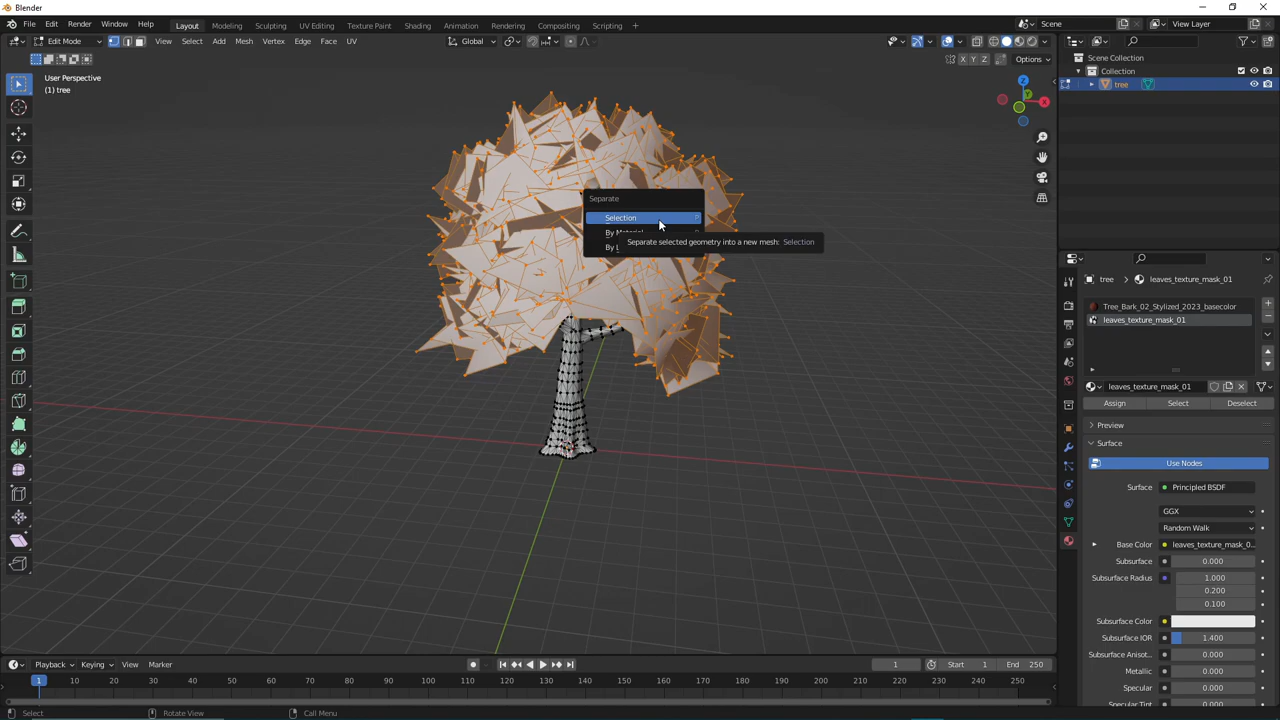 Blender
File Edit Render Window Help Layout Modeling Sculpting UV Editing Texture Paint Shading Animation Rendering Compositing Scripting + Scene View Layer
Edit Mode View Select Add Mesh Vertex Edge Face UV Global
X Y Z Options
User Perspective
(1) tree
Scene Collection
Collection
tree
Z
Y
X
Separate
Selection P
By Material
By L
Separate selected geometry into a new mesh: Selection
tree leaves_texture_mask_01
Tree_Bark_02_Stylized_2023_basecolor
leaves_texture_mask_01
leaves_texture_mask_01
Assign Select Deselect
Preview
Surface
Use Nodes
Surface Principled BSDF
GGX
Random Walk
Base Color leaves_texture_mask_0...
Subsurface 0.000
Subsurface Radius 1.000
0.200
0.100
Subsurface Color
Subsurface IOR 1.400
Subsurface Anisot... 0.000
Metallic 0.000
Specular 0.000
Specular Tint 0.000
Playback Keying View Marker 1 Start 1 End 250
1 10 20 30 40 50 60 70 80 90 100 110 120 130 140 150 160 170 180 190 200 210 220 230 240 250
Select Rotate View Call Menu